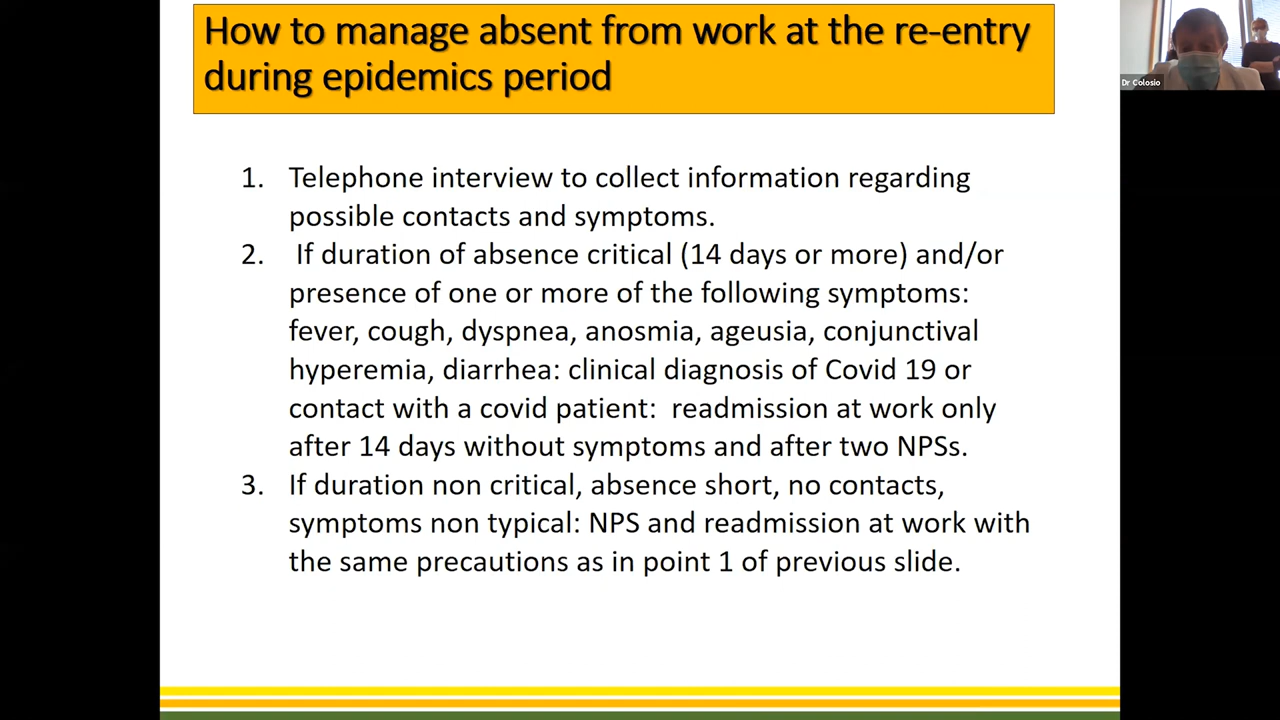 How to manage absent from work at the re-entry
during epidemics period
Dr Colosio
1. Telephone interview to collect information regarding
possible contacts and symptoms.
2. If duration of absence critical (14 days or more) and/or
presence of one or more of the following symptoms:
fever, cough, dyspnea, anosmia, ageusia, conjunctival
hyperemia, diarrhea: clinical diagnosis of Covid 19 or
contact with a covid patient: readmission at work only
after 14 days without symptoms and after two NPSs.
3. If duration non critical, absence short, no contacts,
symptoms non typical: NPS and readmission at work with
the same precautions as in point 1 of previous slide.